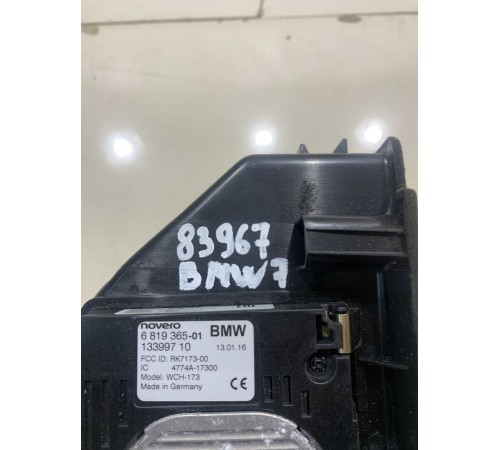 83967
BMW7
novero
6 819 365-01 BMW
133997 10 13.01.16
FCC ID: RK7173-00
IC 4774A-17300
Model: WCH-173
Made in Germany CE